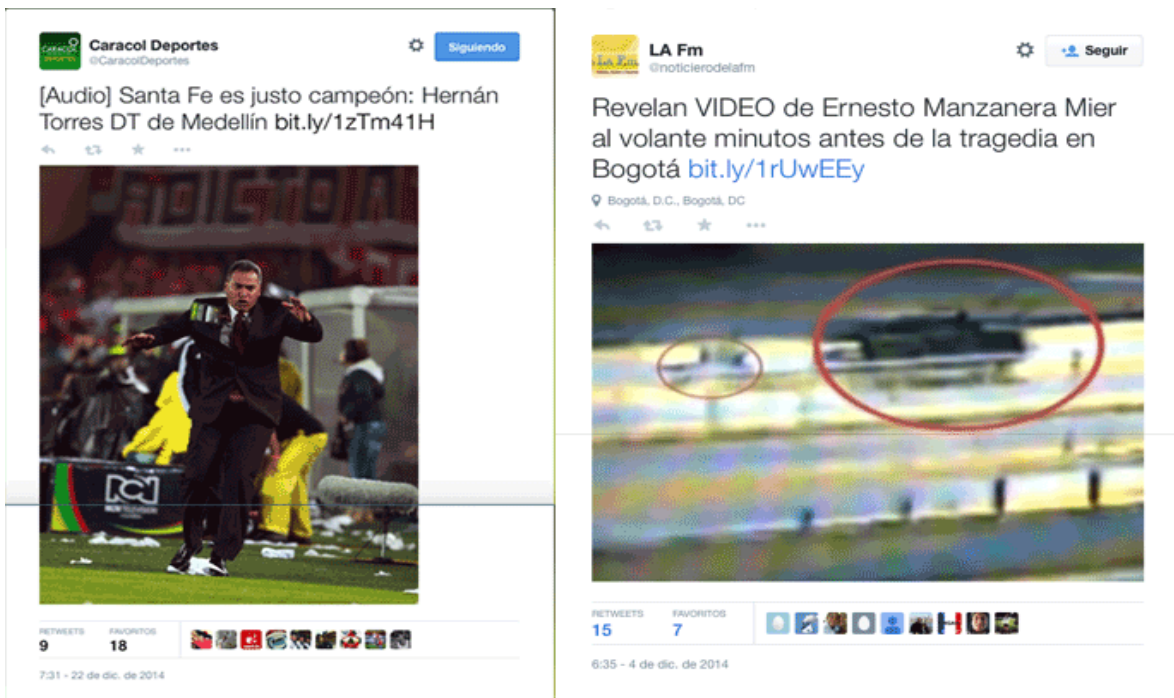 Caracol Deportes
@CaracolDeportes
Siguiendo
[Audio] Santa Fe es justo campeón: Hernán
Torres DT de Medellín bit.ly/1zTm41H
RCN
TELEVISION
RETWEETS FAVORITOS
9 18
7:31 - 22 de dic. de 2014
LA Fm
@noticierodelafm
Seguir
Revelan VIDEO de Ernesto Manzanera Mier
al volante minutos antes de la tragedia en
Bogotá bit.ly/1rUwEEy
Bogotá, D.C., Bogotá, DC
RETWEETS FAVORITOS
15 7
6:35 - 4 de dic. de 2014